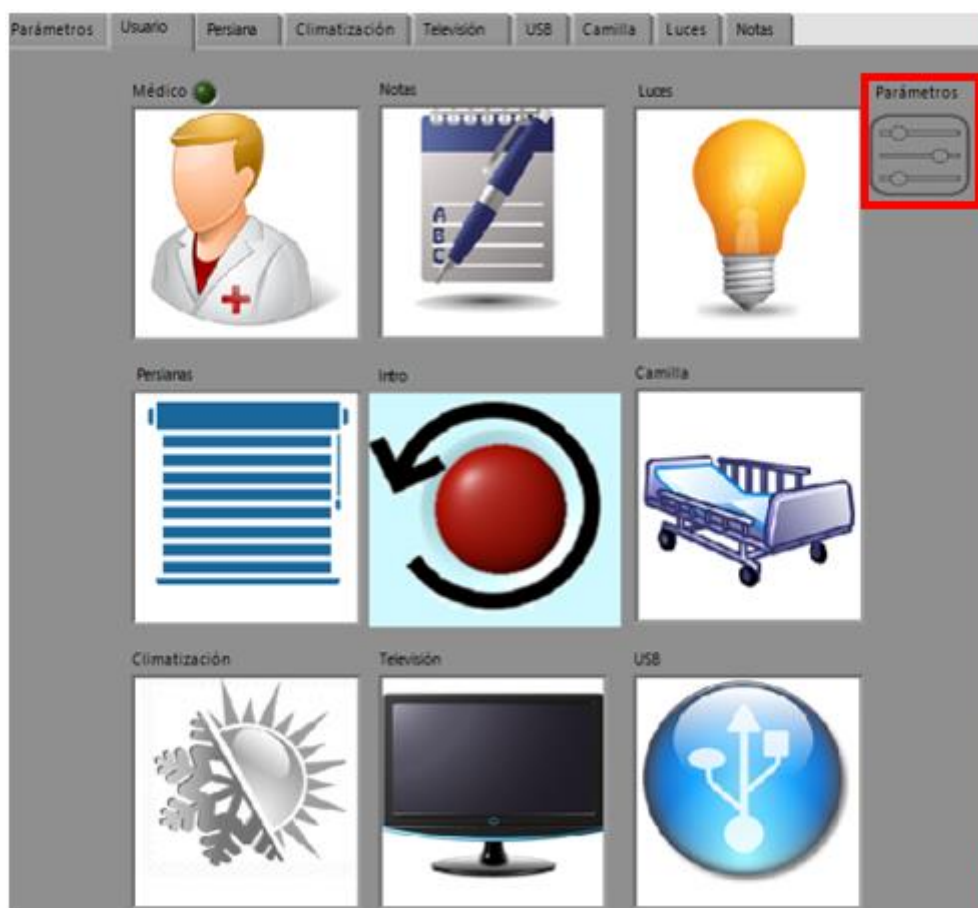 Parámetros Usuario Persiana Climatización Televisión USB Camilla Luces Notas
Médico Notas Luces Parámetros
A
B
C
Persianas Intro Camilla
Climatización Televisión USB